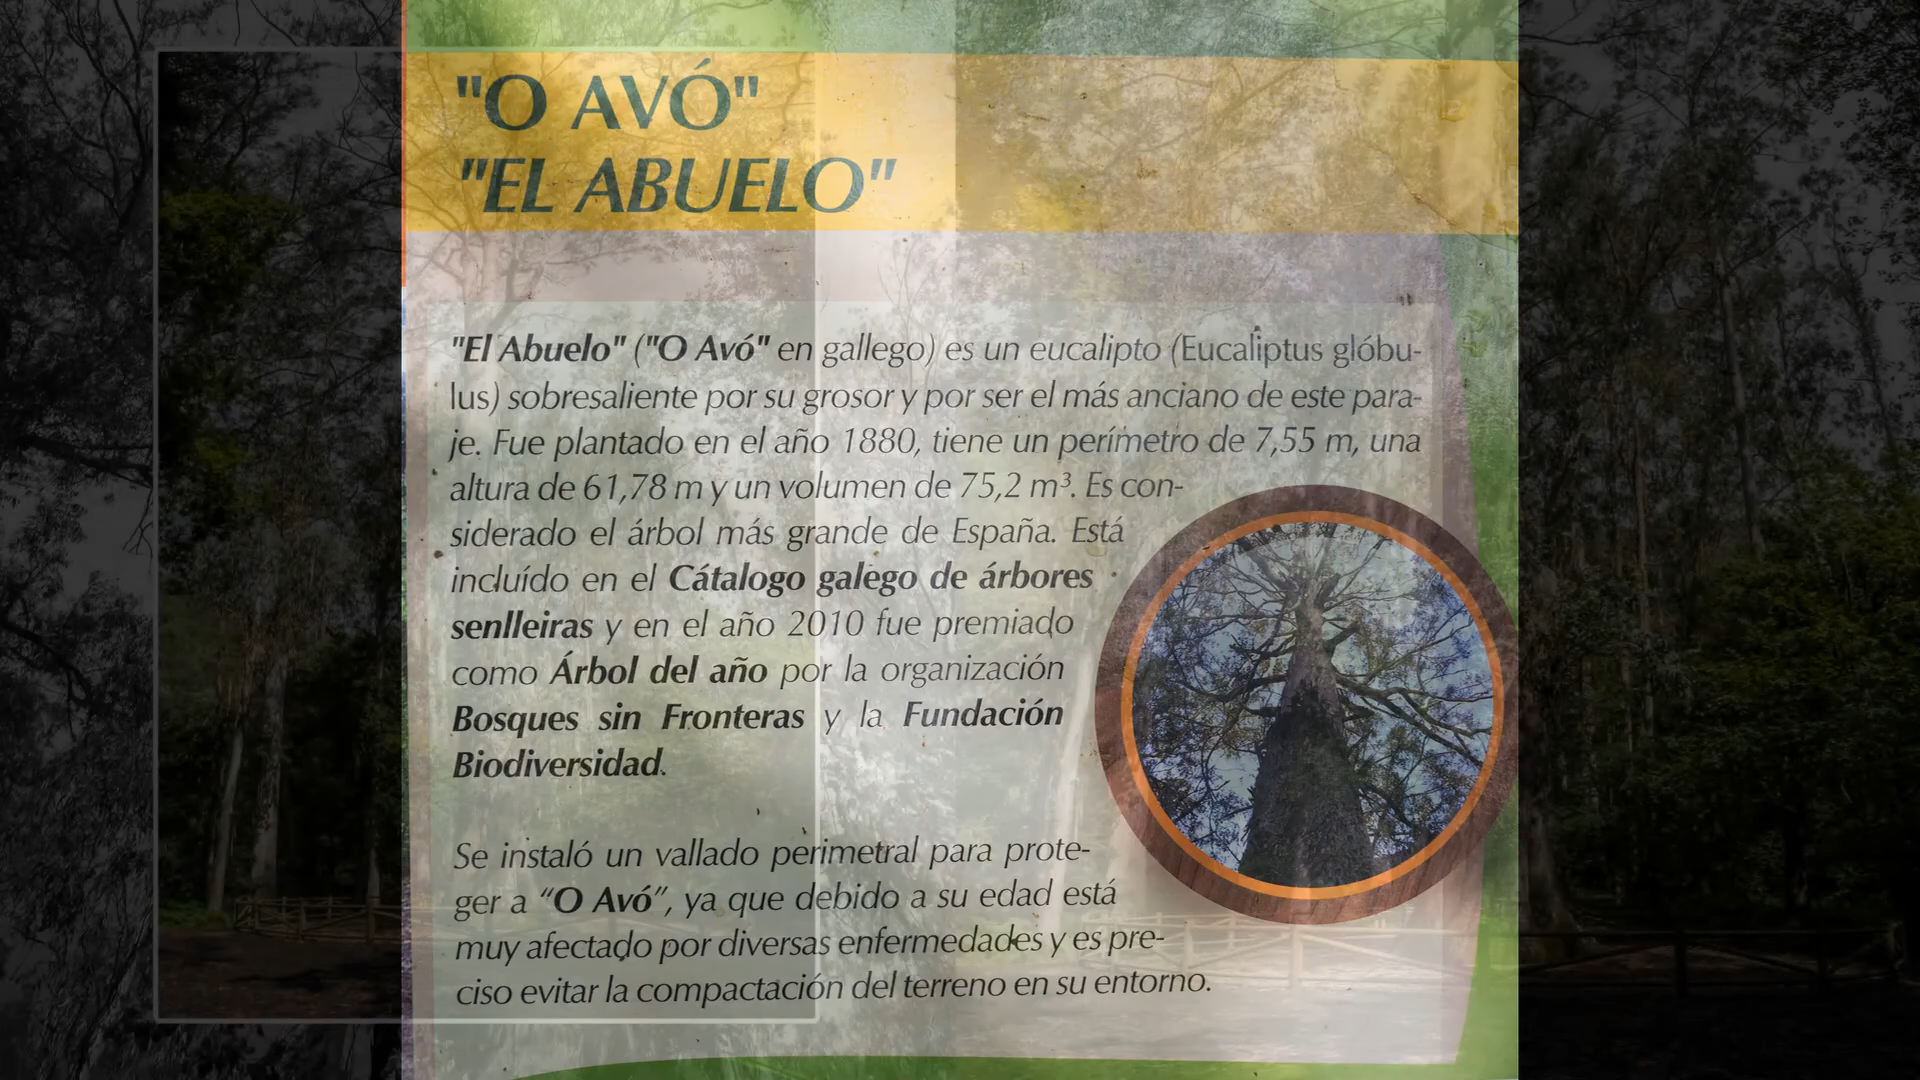 "O AVÓ"
"EL ABUELO"
"El Abuelo" ("O Avó" en gallego) es un eucalipto (Eucaliptus glóbu-
lus) sobresaliente por su grosor y por ser el más anciano de este para-
je. Fue plantado en el año 1880, tiene un perímetro de 7,55 m, una
altura de 61,78 m y un volumen de 75,2 m³. Es con-
siderado el árbol más grande de España. Está
incluído en el Cátalogo galego de árbores
senlleiras y en el año 2010 fue premiado
como Árbol del año por la organización
Bosques sin Fronteras y la Fundación
Biodiversidad.
Se instaló un vallado perimetral para prote-
ger a “O Avó”, ya que debido a su edad está
muy afectado por diversas enfermedades y es pre-
ciso evitar la compactación del terreno en su entorno.